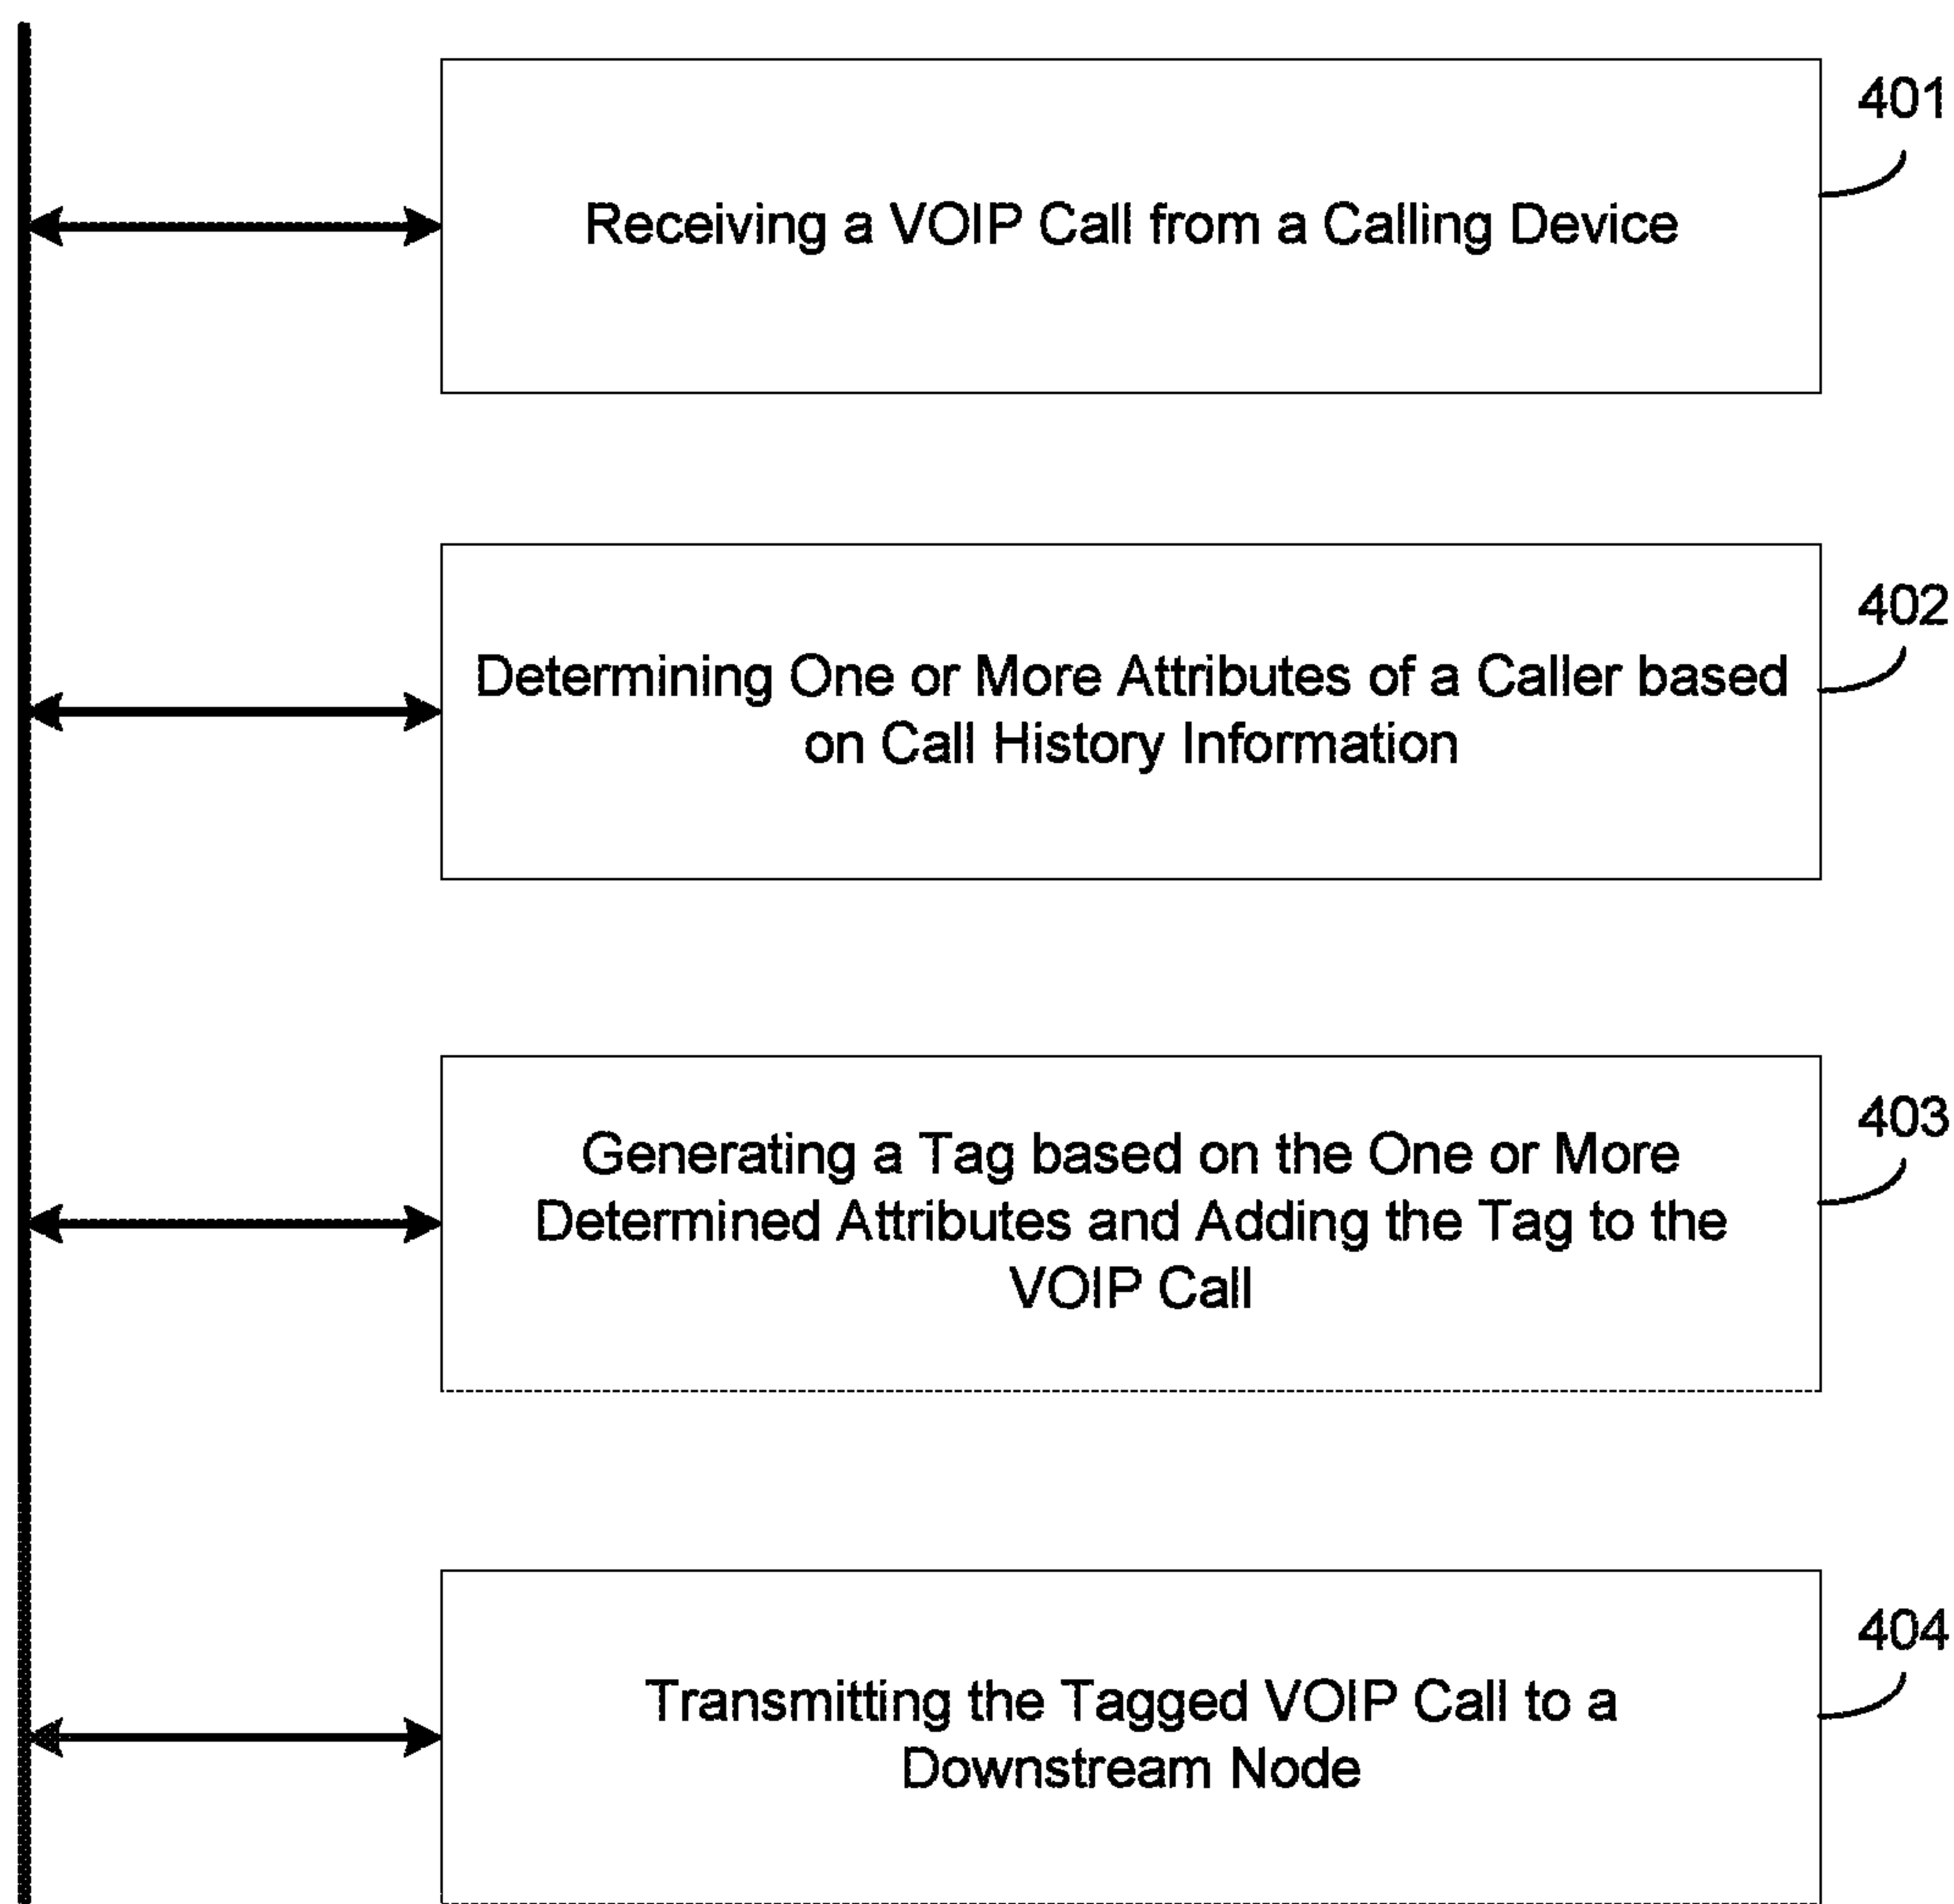 401
Receiving a VOIP Call from a Calling Device
402
Determining One or More Attributes of a Caller based
on Call History Information
403
Generating a Tag based on the One or More
Determined Attributes and Adding the Tag to the
VOIP Call
404
Transmitting the Tagged VOIP Call to a
Downstream Node